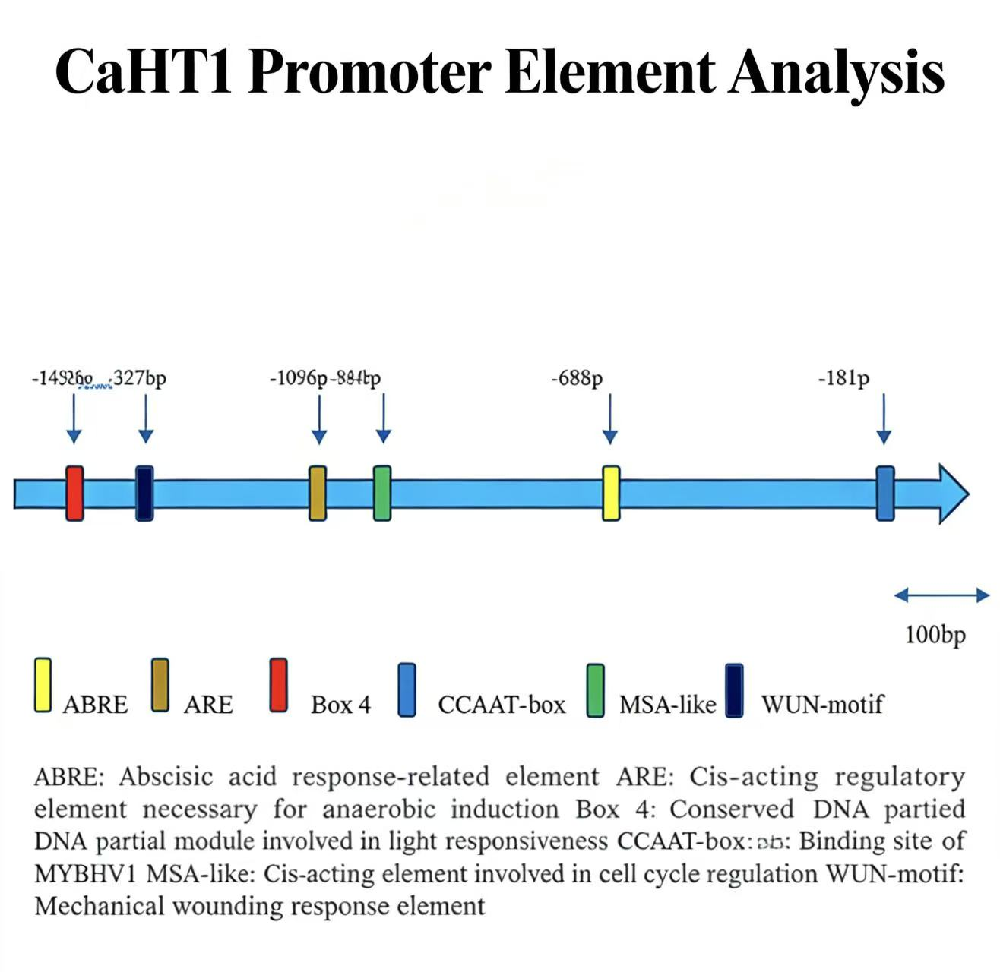 CaHT1 Promoter Element Analysis
327bp -1096p -688p -181p
100bp
ABRE ARE Box 4 CCAAT-box MSA-like WUN-motif
ABRE: Abscisic acid response-related element ARE: Cis-acting regulatory
element necessary for anaerobic induction Box 4: Conserved DNA partied
DNA partial module involved in light responsiveness CCAAT-box: Binding site of
MYBHV1 MSA-like: Cis-acting element involved in cell cycle regulation WUN-motif:
Mechanical wounding response element